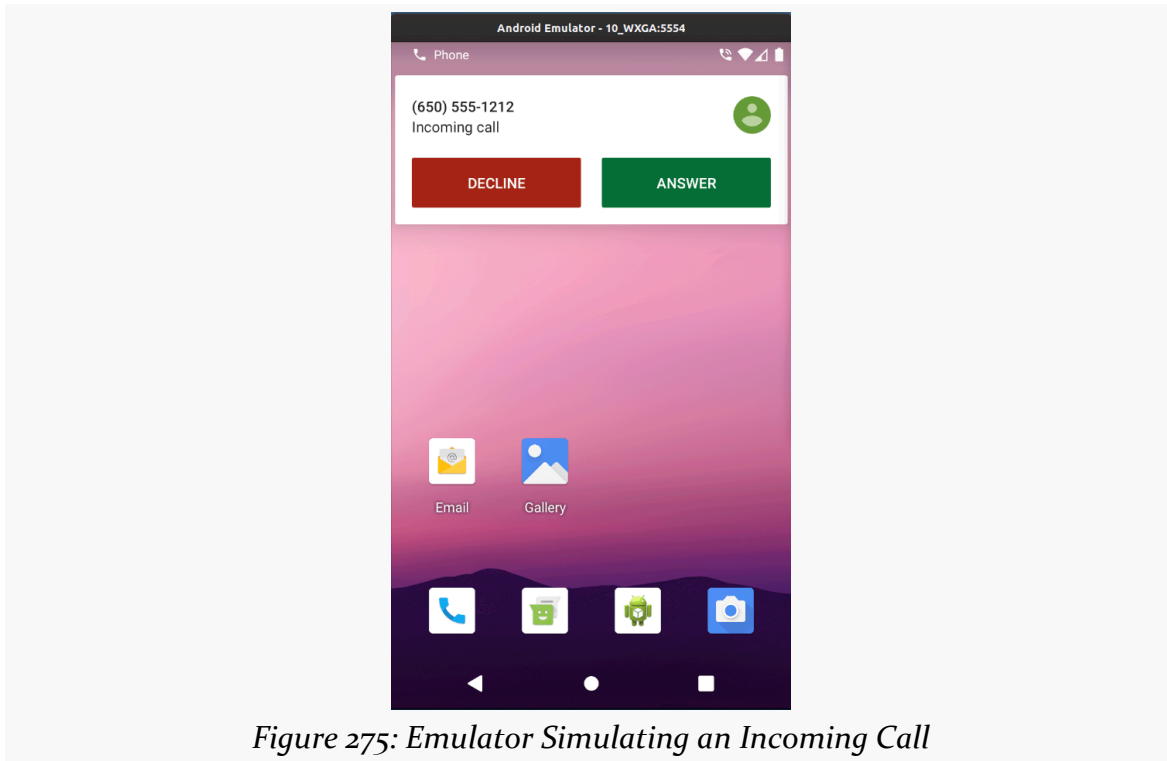 Android Emulator - 10_WXGA:5554
Phone
(650) 555-1212
Incoming call
DECLINE ANSWER
Email Gallery
Figure 275: Emulator Simulating an Incoming Call